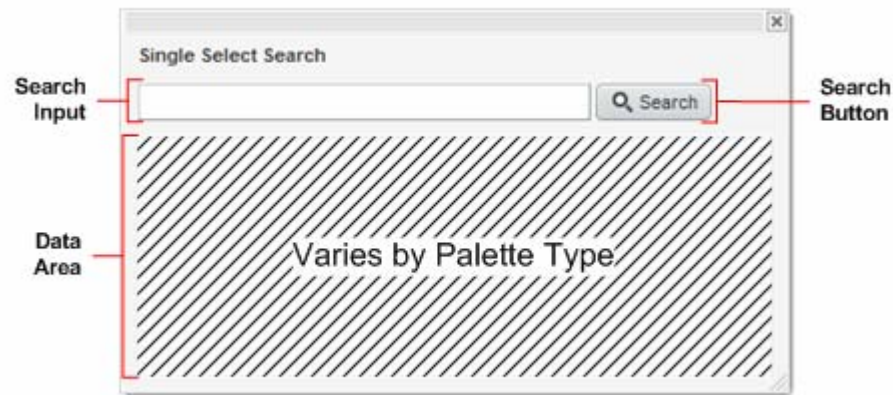 Single Select Search
Search
Input
Search
Search
Button
Data
Area
Varies by Palette Type